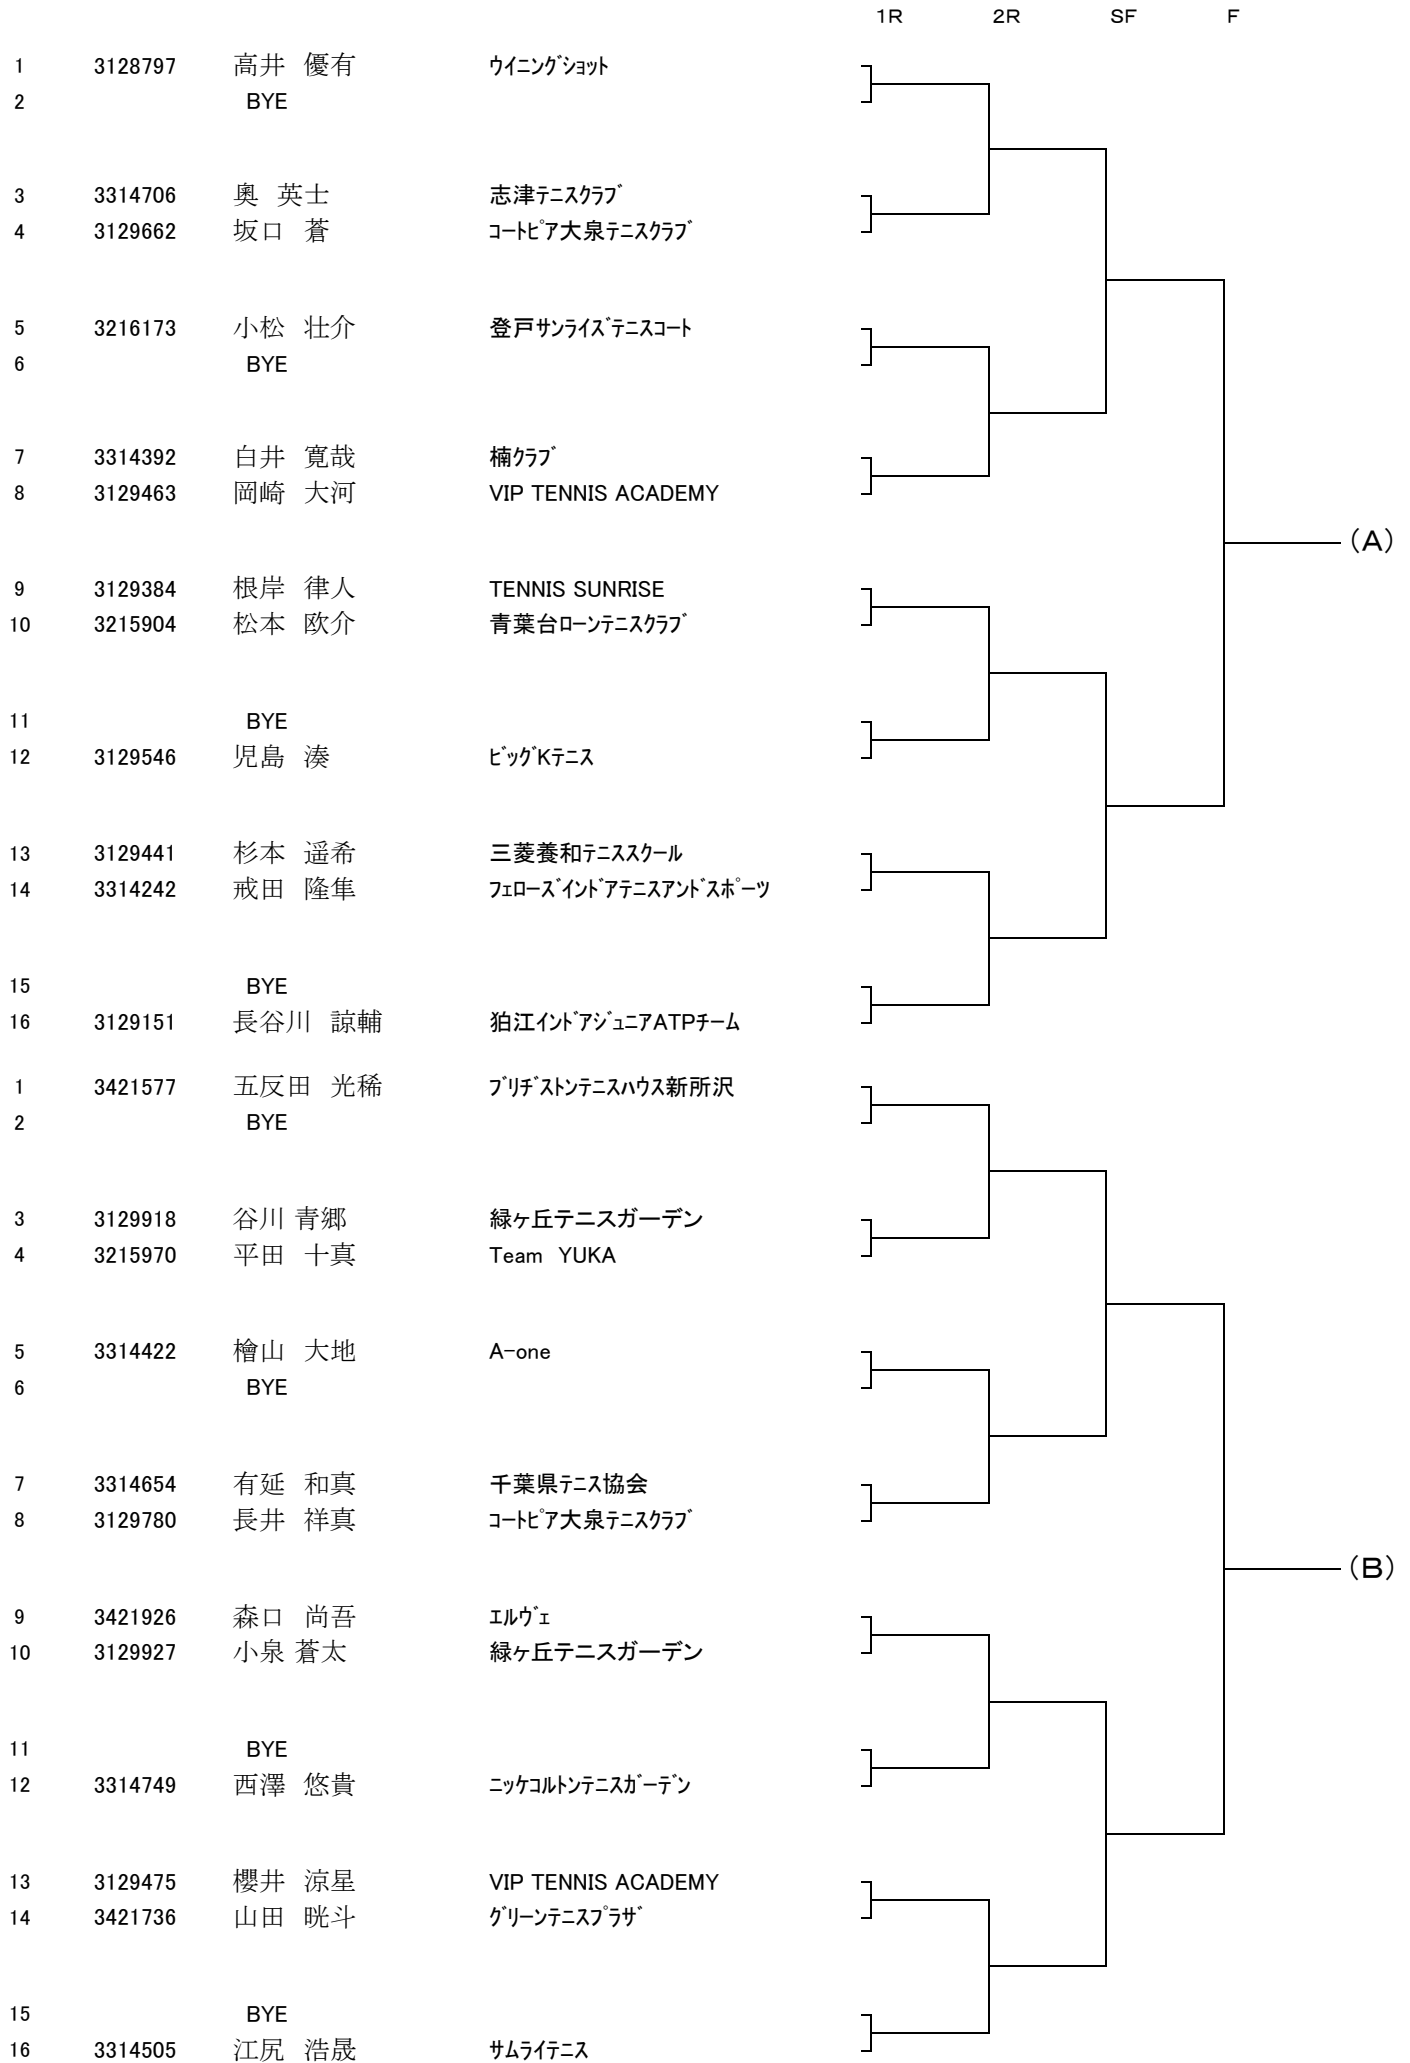 1R 2R SF F
1 3128797 高井 優有 ｳｲﾆﾝｸﾞｼｮｯﾄ
2 BYE
3 3314706 奥 英士 志津ﾃﾆｽｸﾗﾌﾞ
4 3129662 坂口 蒼 ｺｰﾄﾋﾟｱ大泉ﾃﾆｽｸﾗﾌﾞ
5 3216173 小松 壮介 登戸ｻﾝﾗｲｽﾞﾃﾆｽｺｰﾄ
6 BYE
7 3314392 白井 寛哉 楠ｸﾗﾌﾞ
8 3129463 岡崎 大河 VIP TENNIS ACADEMY
(A)
9 3129384 根岸 律人 TENNIS SUNRISE
10 3215904 松本 欧介 青葉台ﾛｰﾝﾃﾆｽｸﾗﾌﾞ
11 BYE
12 3129546 児島 湊 ﾋﾞｯｸﾞKﾃﾆｽ
13 3129441 杉本 遥希 三菱養和ﾃﾆｽｽｸｰﾙ
14 3314242 戒田 隆隼 ﾌｪﾛｰｽﾞｲﾝﾄﾞｱﾃﾆｽｱﾝﾄﾞｽﾎﾟｰﾂ
15 BYE
16 3129151 長谷川 諒輔 狛江ｲﾝﾄﾞｱｼﾞｭﾆｱATPﾁｰﾑ
1 3421577 五反田 光稀 ﾌﾞﾘﾁﾞｽﾄﾝﾃﾆｽﾊｳｽ新所沢
2 BYE
3 3129918 谷川 青郷 緑ヶ丘テニスガーデン
4 3215970 平田 十真 Team YUKA
5 3314422 檜山 大地 A-one
6 BYE
7 3314654 有延 和真 千葉県ﾃﾆｽ協会
8 3129780 長井 祥真 ｺｰﾄﾋﾟｱ大泉ﾃﾆｽｸﾗﾌﾞ
(B)
9 3421926 森口 尚吾 ｴﾙｳﾞｪ
10 3129927 小泉 蒼太 緑ヶ丘テニスガーデン
11 BYE
12 3314749 西澤 悠貴 ﾆｯｹｺﾙﾄﾝﾃﾆｽｶﾞｰﾃﾞﾝ
13 3129475 櫻井 涼星 VIP TENNIS ACADEMY
14 3421736 山田 晄斗 ｸﾞﾘｰﾝﾃﾆｽﾌﾟﾗｻﾞ
15 BYE
16 3314505 江尻 浩晟 ｻﾑﾗｲﾃﾆｽ